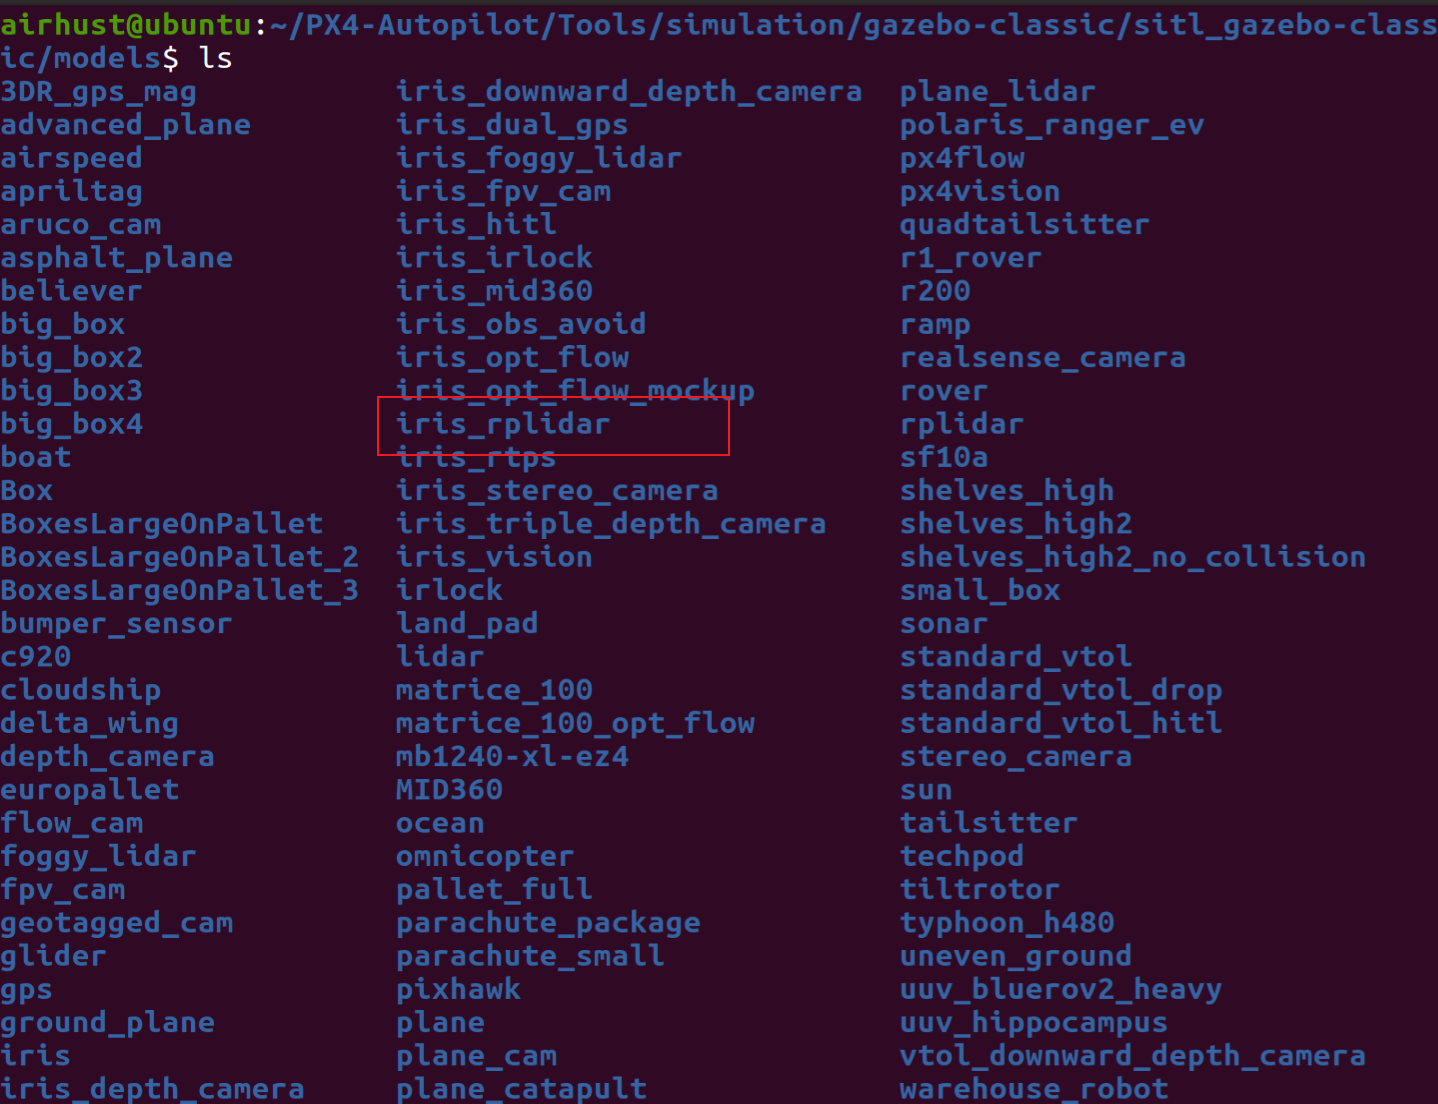 airhust@ubuntu:~/PX4-Autopilot/Tools/simulation/gazebo-classic/sitl_gazebo-class
ic/models$ ls
3DR_gps_mag iris_downward_depth_camera plane_lidar
advanced_plane iris_dual_gps polaris_ranger_ev
airspeed iris_foggy_lidar px4flow
apriltag iris_fpv_cam px4vision
aruco_cam iris_hitl quadtailsitter
asphalt_plane iris_irlock r1_rover
believer iris_mid360 r200
big_box iris_obs_avoid ramp
big_box2 iris_opt_flow realsense_camera
big_box3 iris_opt_flow_mockup rover
big_box4 iris_rplidar rplidar
boat iris_rtps sf10a
Box iris_stereo_camera shelves_high
BoxesLargeOnPallet iris_triple_depth_camera shelves_high2
BoxesLargeOnPallet_2 iris_vision shelves_high2_no_collision
BoxesLargeOnPallet_3 irlock small_box
bumper_sensor land_pad sonar
c920 lidar standard_vtol
cloudship matrice_100 standard_vtol_drop
delta_wing matrice_100_opt_flow standard_vtol_hitl
depth_camera mb1240-xl-ez4 stereo_camera
europallet MID360 sun
flow_cam ocean tailsitter
foggy_lidar omnicopter techpod
fpv_cam pallet_full tiltrotor
geotagged_cam parachute_package typhoon_h480
glider parachute_small uneven_ground
gps pixhawk uuv_bluerov2_heavy
ground_plane plane uuv_hippocampus
iris plane_cam vtol_downward_depth_camera
iris_depth_camera plane_catapult warehouse_robot